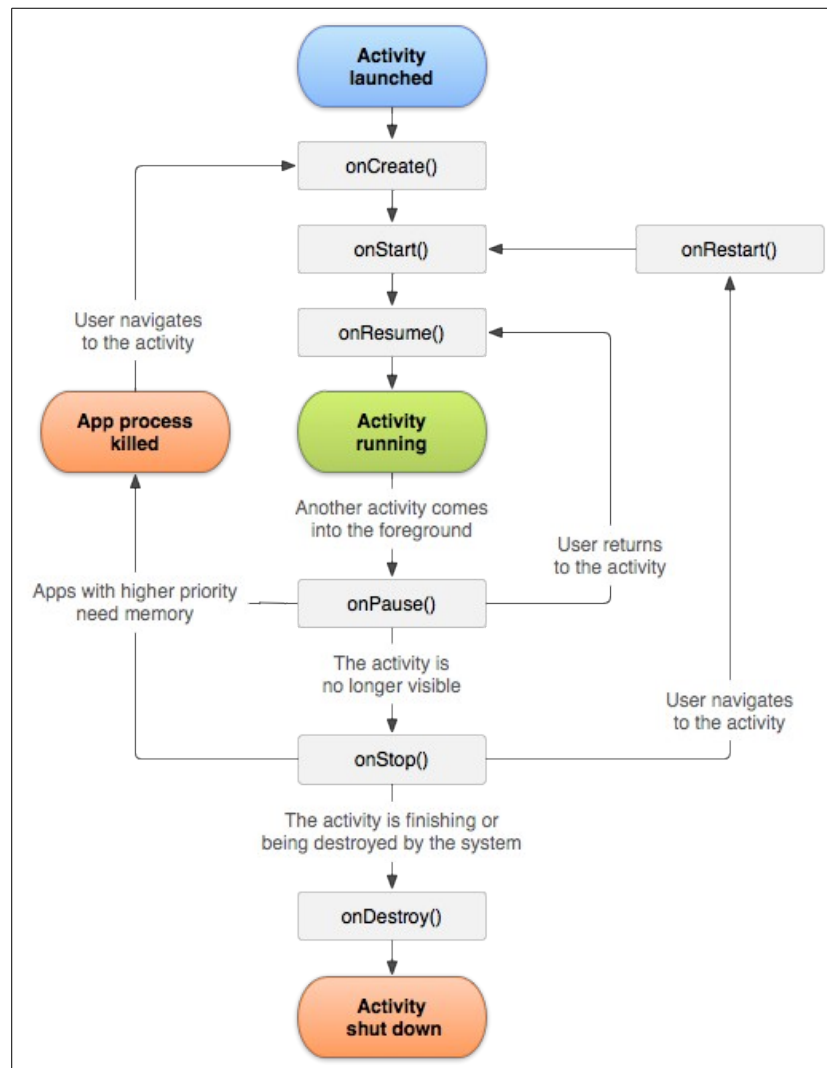 Activity
launched
onCreate()
onStart()
onRestart()
User navigates
to the activity
onResume()
App process
killed
Activity
running
Another activity comes
into the foreground
User returns
to the activity
Apps with higher priority
need memory
onPause()
The activity is
no longer visible
User navigates
to the activity
onStop()
The activity is finishing or
being destroyed by the system
onDestroy()
Activity
shut down